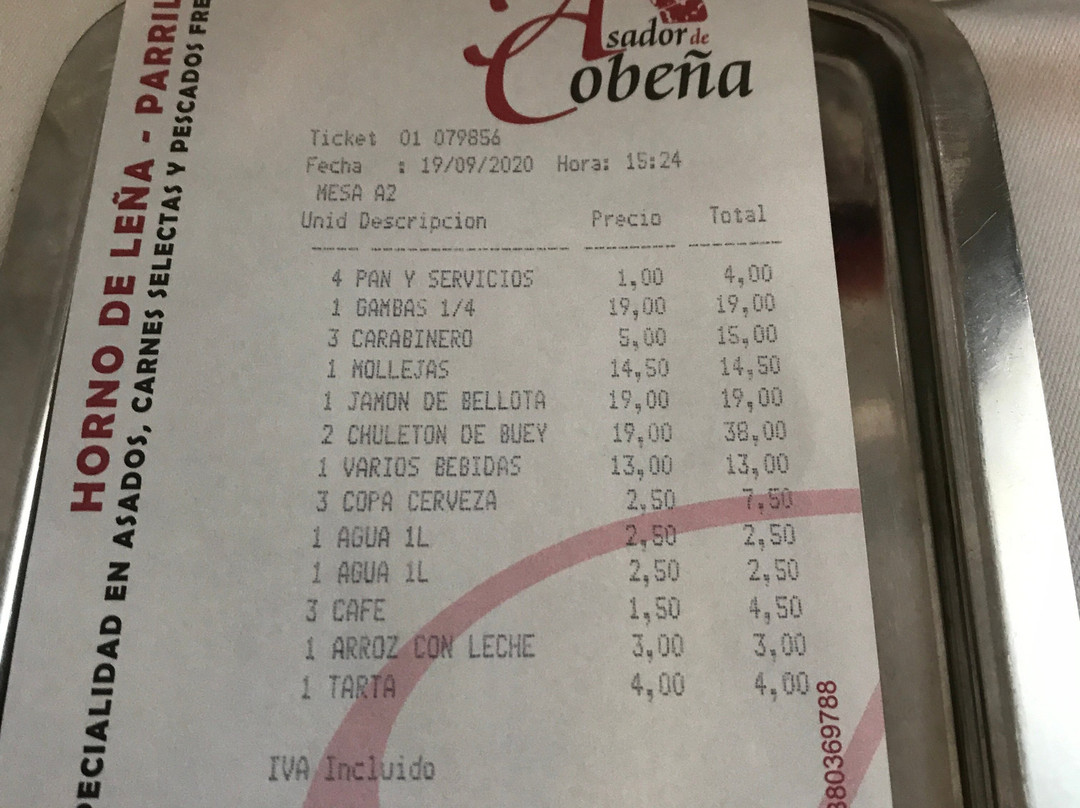 Asador de
Cobeña
HORNO DE LEÑA - PARRIL
PECIALIDAD EN ASADOS, CARNES SELECTAS Y PESCADOS FRE
Ticket 01 079856
Fecha : 19/09/2020 Hora: 15:24
MESA A2
Unid Descripcion Precio Total
4 PAN Y SERVICIOS 1,00 4,00
1 GAMBAS 1/4 19,00 19,00
3 CARABINERO 5,00 15,00
1 MOLLEJAS 14,50 14,50
1 JAMON DE BELLOTA 19,00 19,00
2 CHULETON DE BUEY 19,00 38,00
1 VARIOS BEBIDAS 13,00 13,00
3 COPA CERVEZA 2,50 7,50
1 AGUA 1L 2,50 2,50
1 AGUA 1L 2,50 2,50
3 CAFE 1,50 4,50
1 ARROZ CON LECHE 3,00 3,00
1 TARTA 4,00 4,00
IVA Incluido
880369788